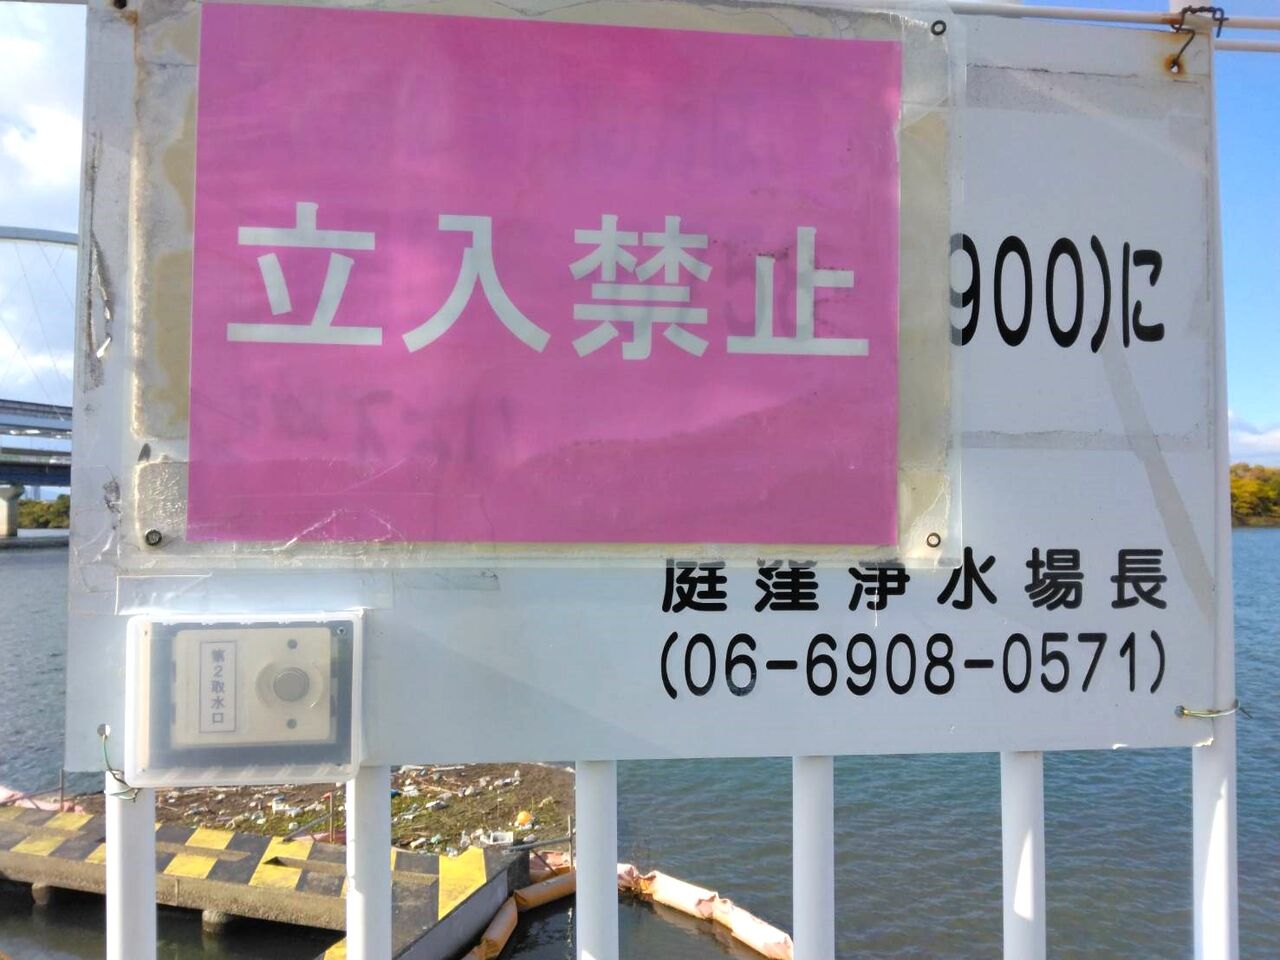 立入禁止
900)に
庭窪浄水場長
(06-6908-0571)
第2取水口